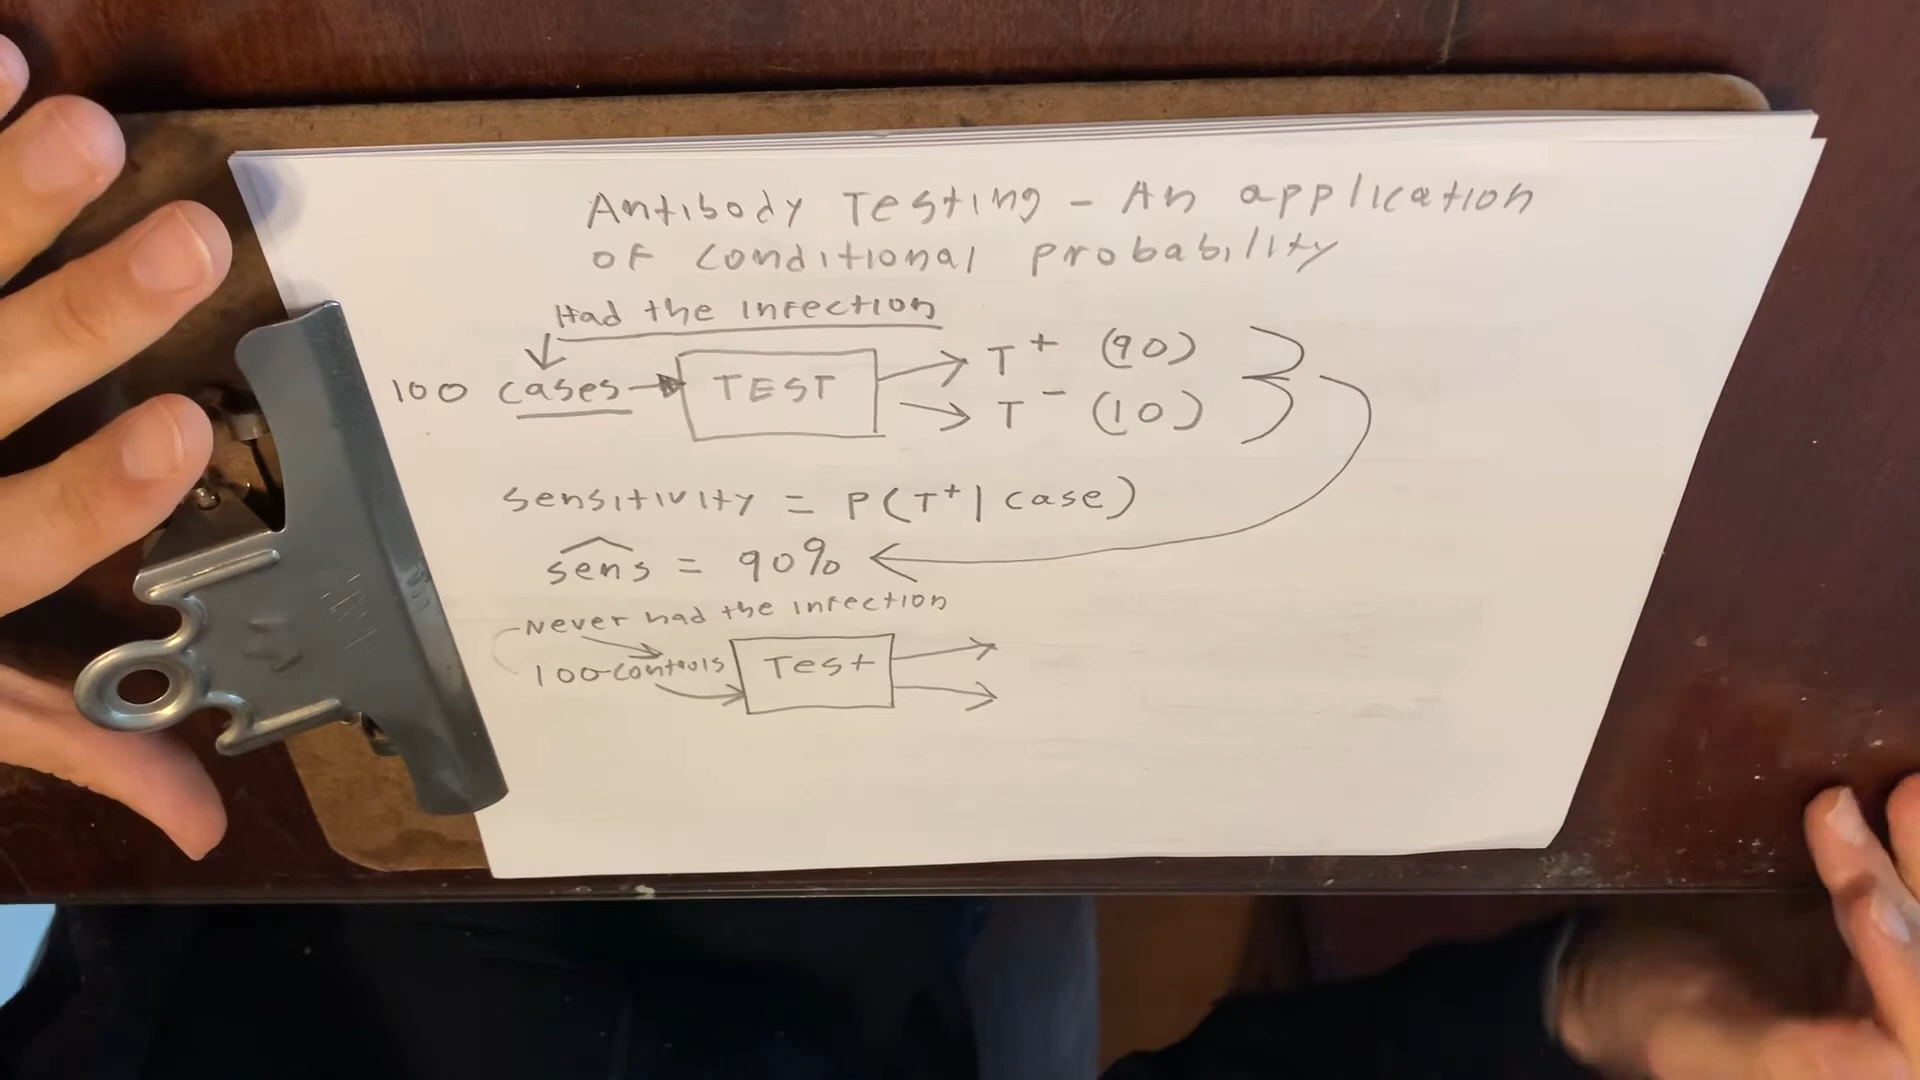 Antibody Testing - An application
of conditional probability
Had the infection
100 cases → TEST → T+ (90)
→ T- (10)
sensitivity = P(T+ | case)
sens = 90%
Never had the infection
100 controls Test